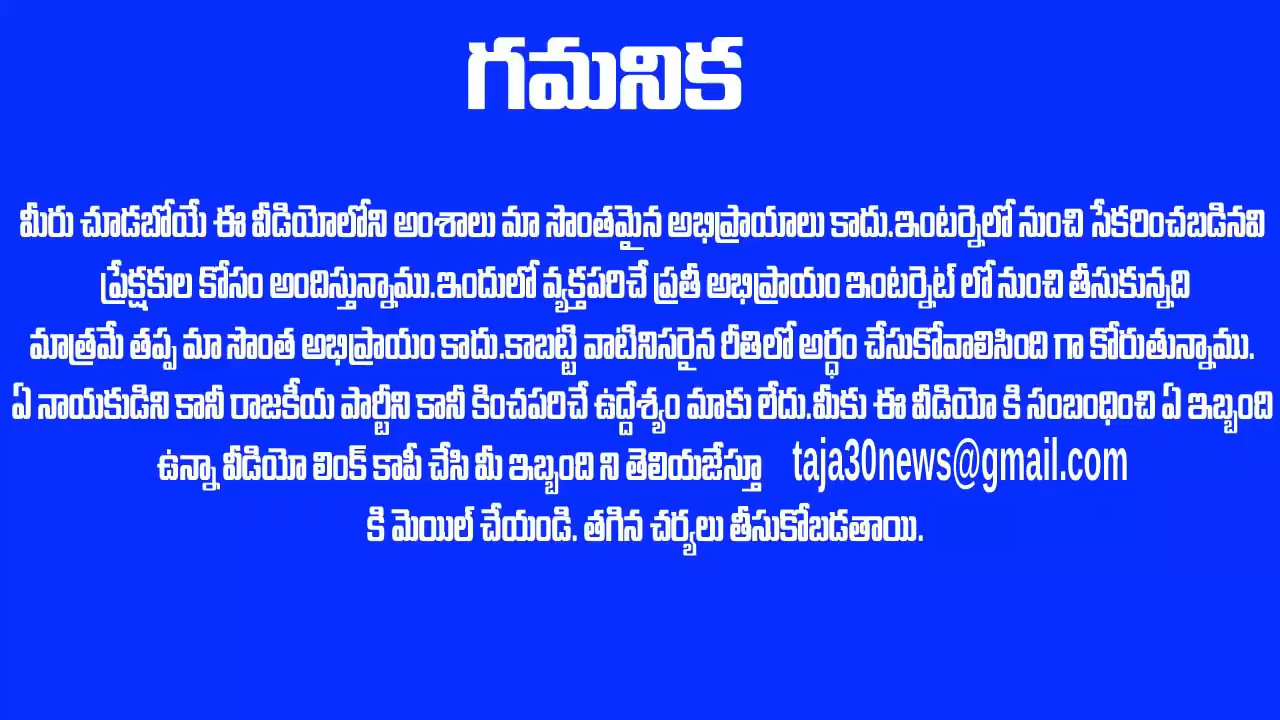 గమనిక
మీరు చూడబోయే ఈ వీడియోలోని అంశాలు మా సొంతమైన అభిప్రాయాలు కాదు.ఇంటర్నెలో నుంచి సేకరించబడినవి
ప్రేక్షకుల కోసం అందిస్తున్నాము.ఇందులో వ్యక్తపరిచే ప్రతీ అభిప్రాయం ఇంటర్నెట్ లో నుంచి తీసుకున్నది
మాత్రమే తప్ప మా సొంత అభిప్రాయం కాదు.కాబట్టి వాటినిసరైన రీతిలో అర్ధం చేసుకోవాలిసింది గా కోరుతున్నాము.
ఏ నాయకుడిని కానీ రాజకీయ పార్టీని కానీ కించపరిచే ఉద్దేశ్యం మాకు లేదు.మీకు ఈ వీడియో కి సంబంధించి ఏ ఇబ్బంది
ఉన్నా వీడియో లింక్ కాపీ చేసి మీ ఇబ్బంది ని తెలియజేస్తూ taja30news@gmail.com
కి మెయిల్ చేయండి. తగిన చర్యలు తీసుకోబడతాయి.